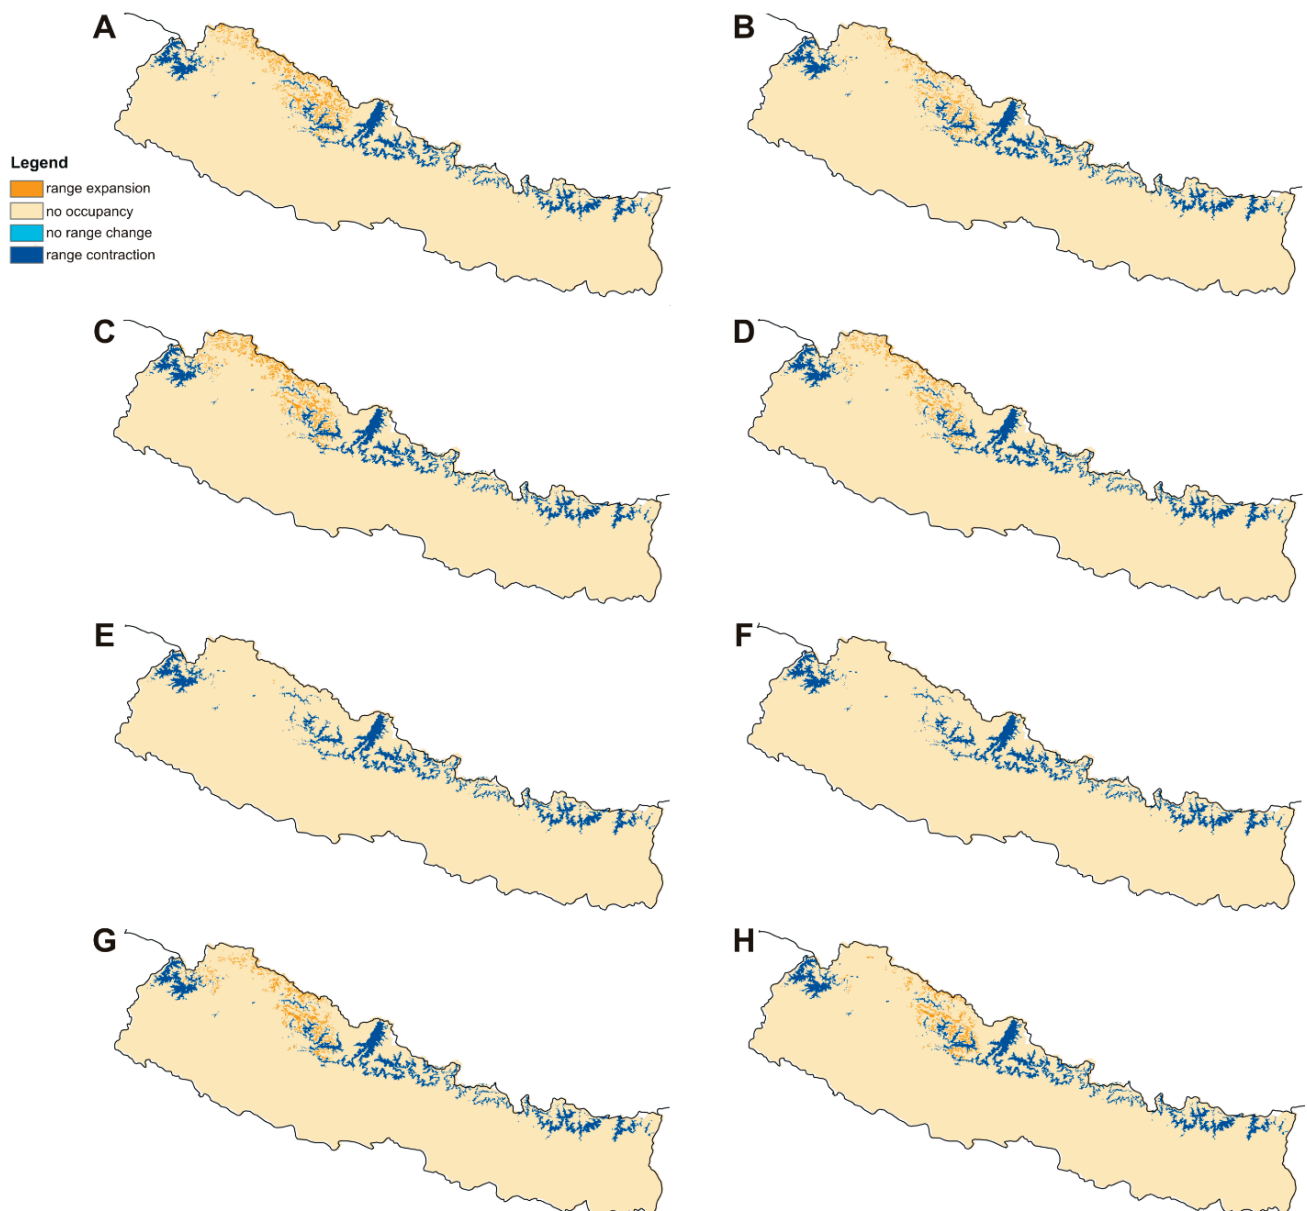 A
B
Legend
range expansion
no occupancy
no range change
range contraction
C
D
E
F
G
H